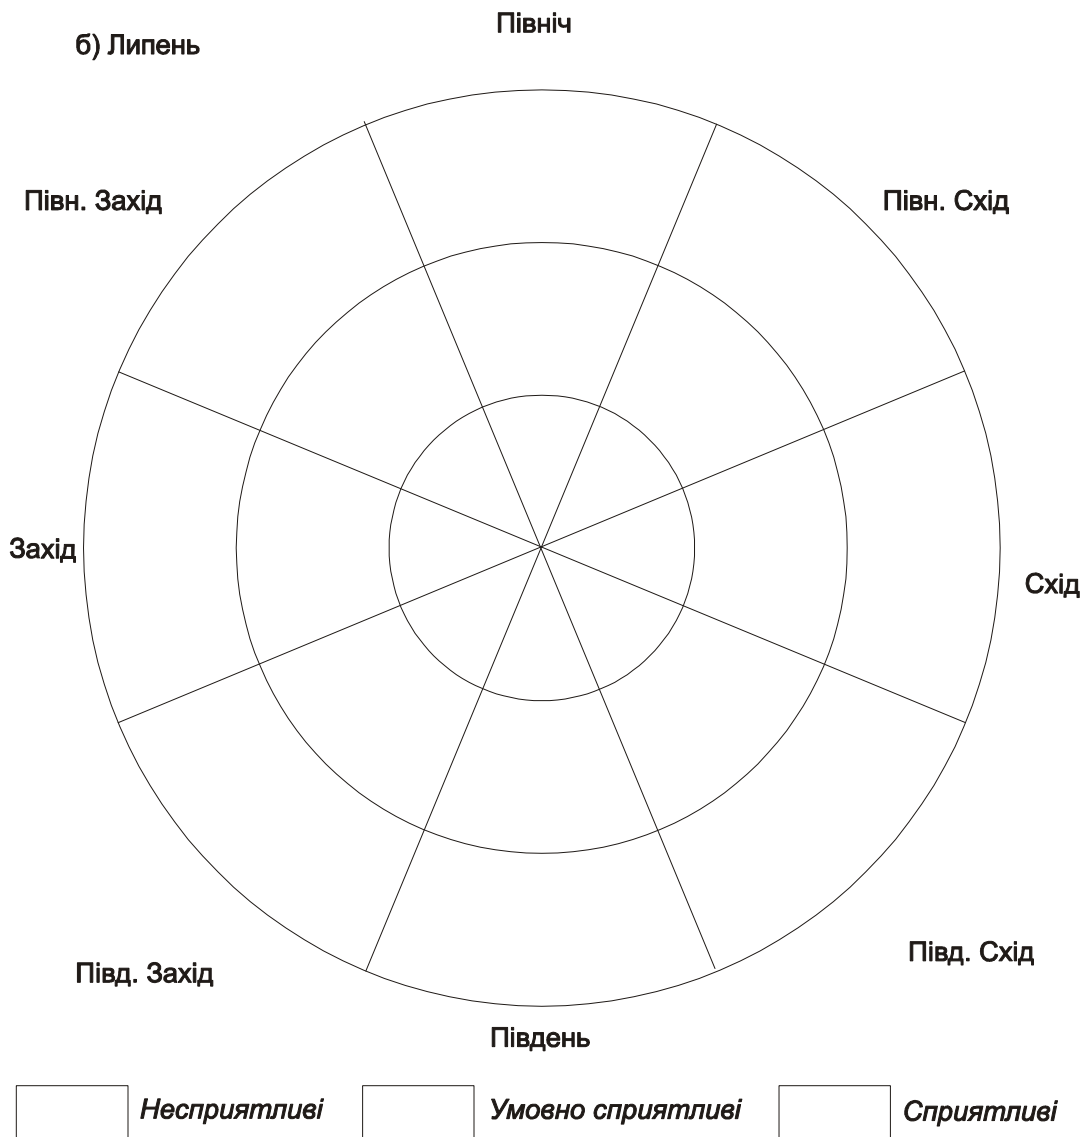 Північ
б) Липень
Півн. Захід
Півн. Схід
Захід
Схід
Півд. Захід
Півд. Схід
Південь
Несприятливі
Умовно сприятливі
Сприятливі